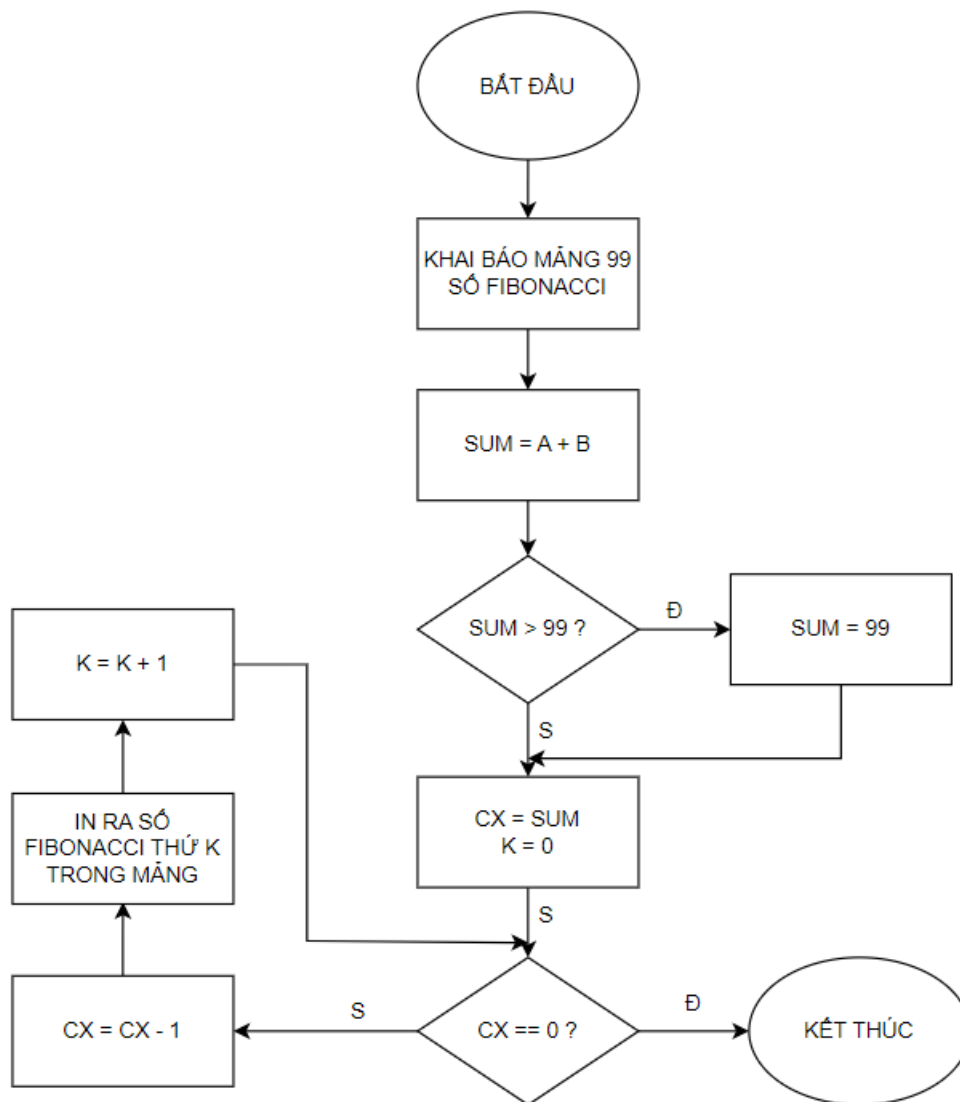 BẮT ĐẦU
KHAI BÁO MẢNG 99
SỐ FIBONACCI
SUM = A + B
SUM > 99 ?
Đ
SUM = 99
S
CX = SUM
K = 0
S
CX == 0 ?
Đ
KẾT THÚC
S
CX = CX - 1
IN RA SỐ
FIBONACCI THỨ K
TRONG MẢNG
K = K + 1